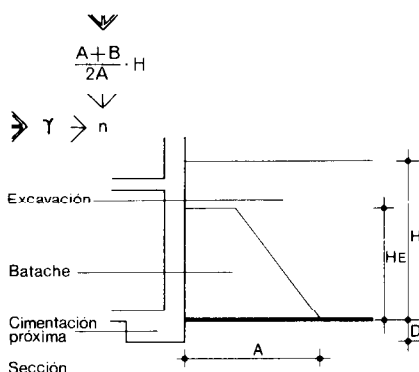 A+B
2A · H
γ n
Excavación
Batache
Cimentación
próxima
Sección
H
HE
D
A